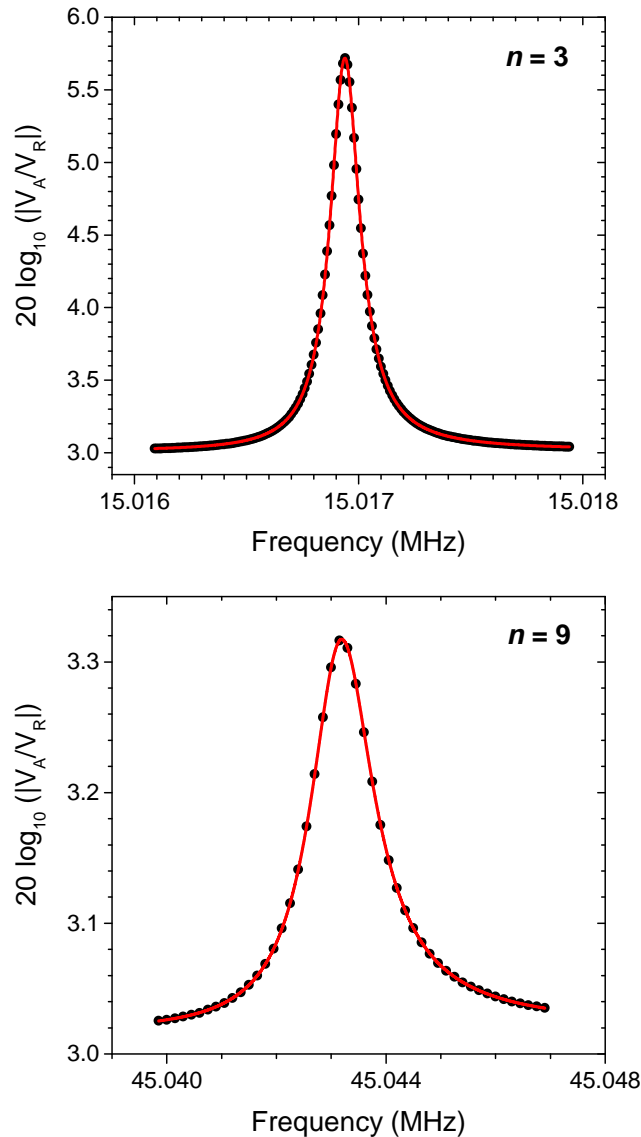 6.0
n = 3
5.5
5.0
4.5
4.0
3.5
3.0
20 log10 (|VA/VR|)
15.016 15.017 15.018
Frequency (MHz)
n = 9
3.3
3.2
3.1
3.0
20 log10 (|VA/VR|)
45.040 45.044 45.048
Frequency (MHz)